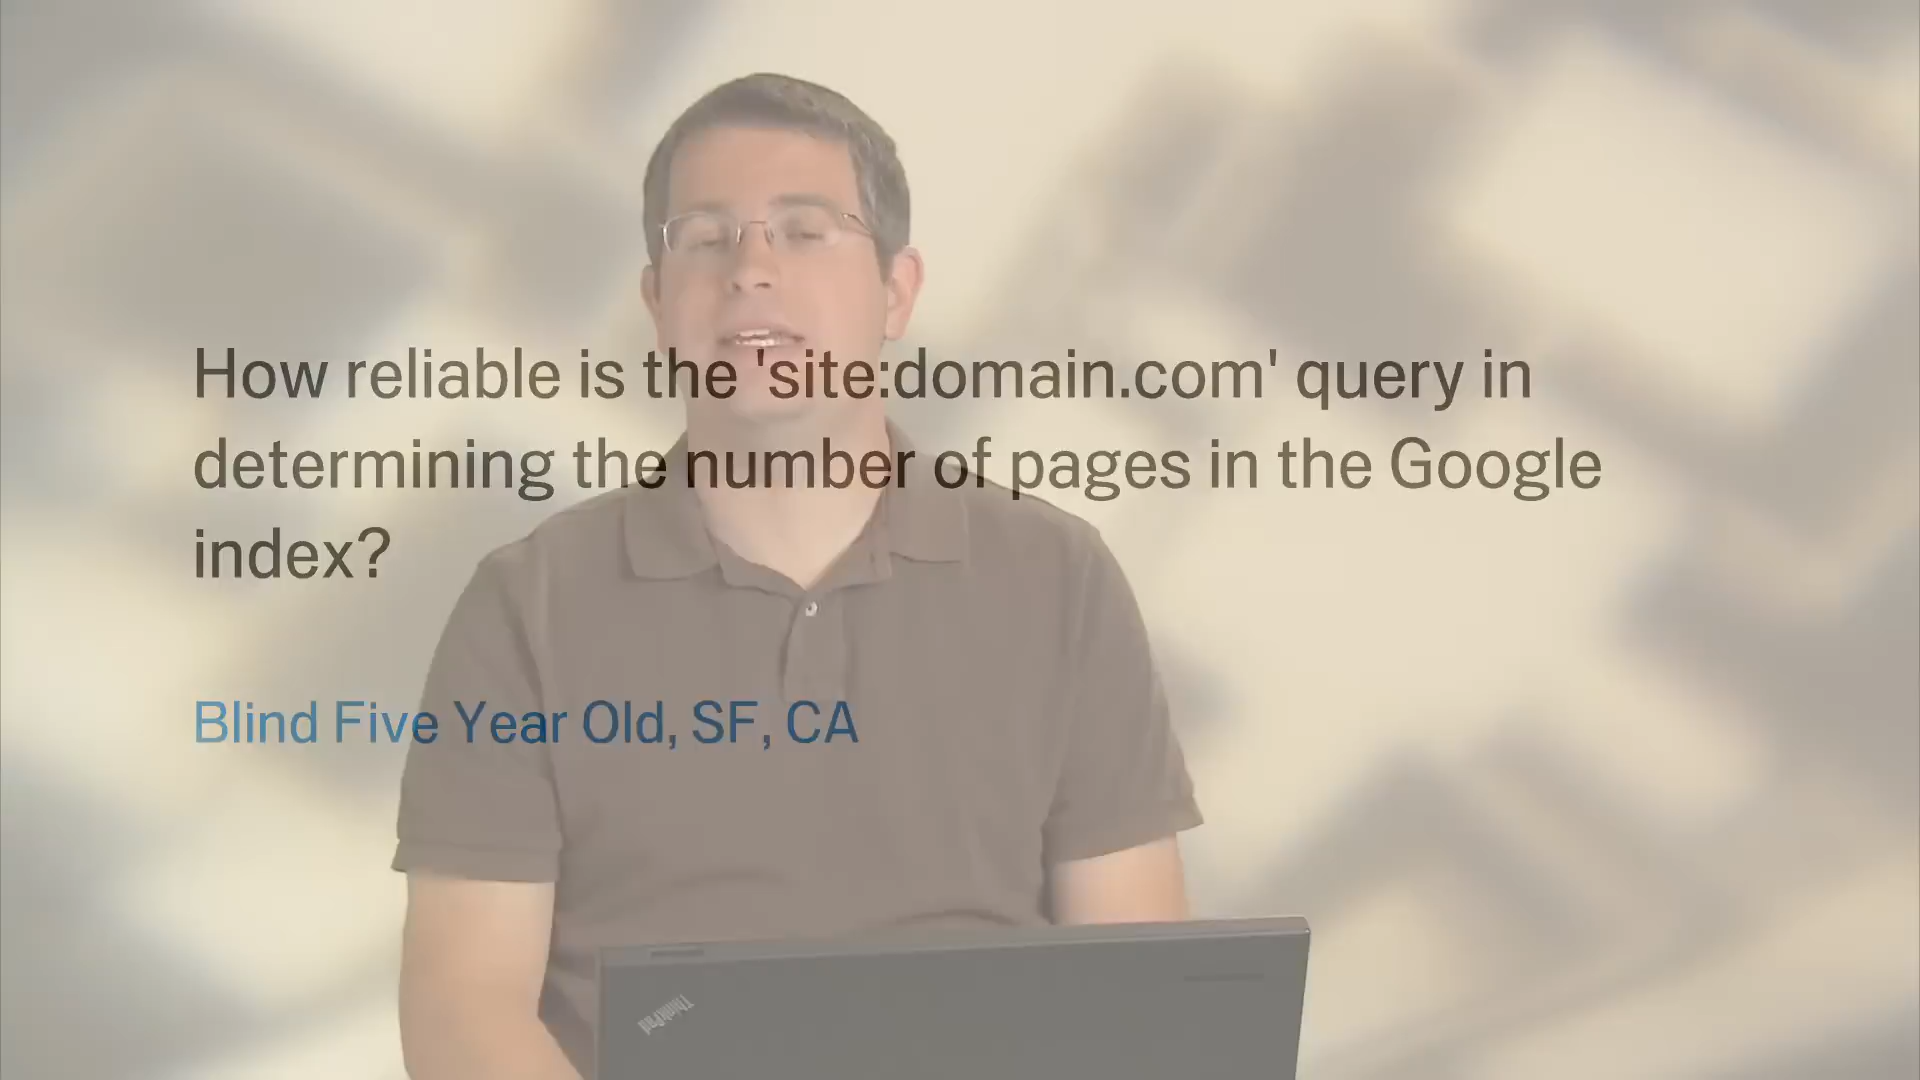 How reliable is the 'site:domain.com' query in
determining the number of pages in the Google
index?
Blind Five Year Old, SF, CA
ThinkPad